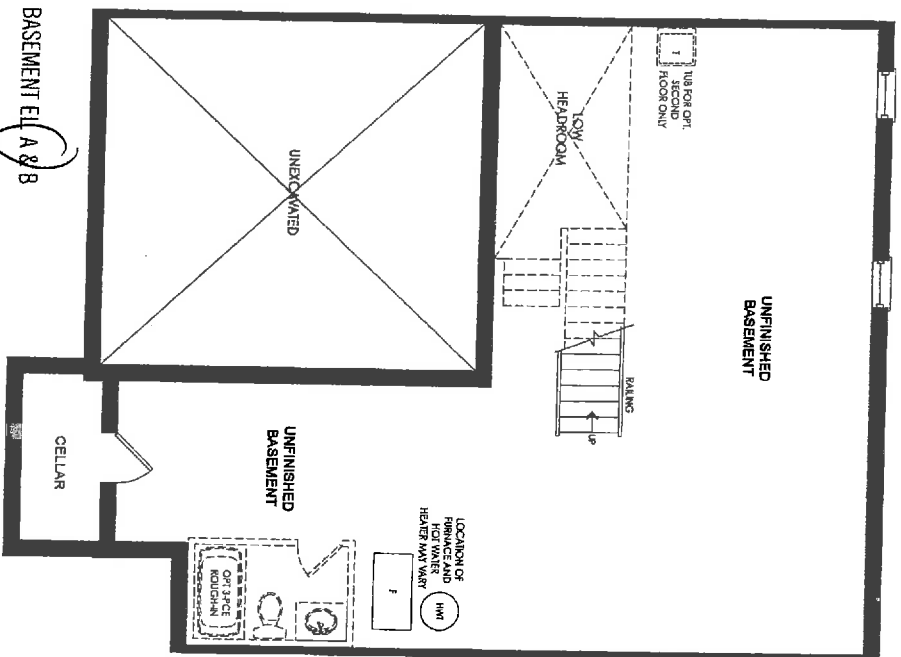 BASEMENT EL A & B
UNEXCAVATED
LOW
HEADROOM
T
TUB FOR OPT.
SECOND
FLOOR ONLY
UNFINISHED
BASEMENT
RAILING
UP
UNFINISHED
BASEMENT
CELLAR
LOCATION OF
FURNACE AND
HOT WATER
HEATER MAY VARY
HWT
F
OPT 3-PCE
ROUGH-IN